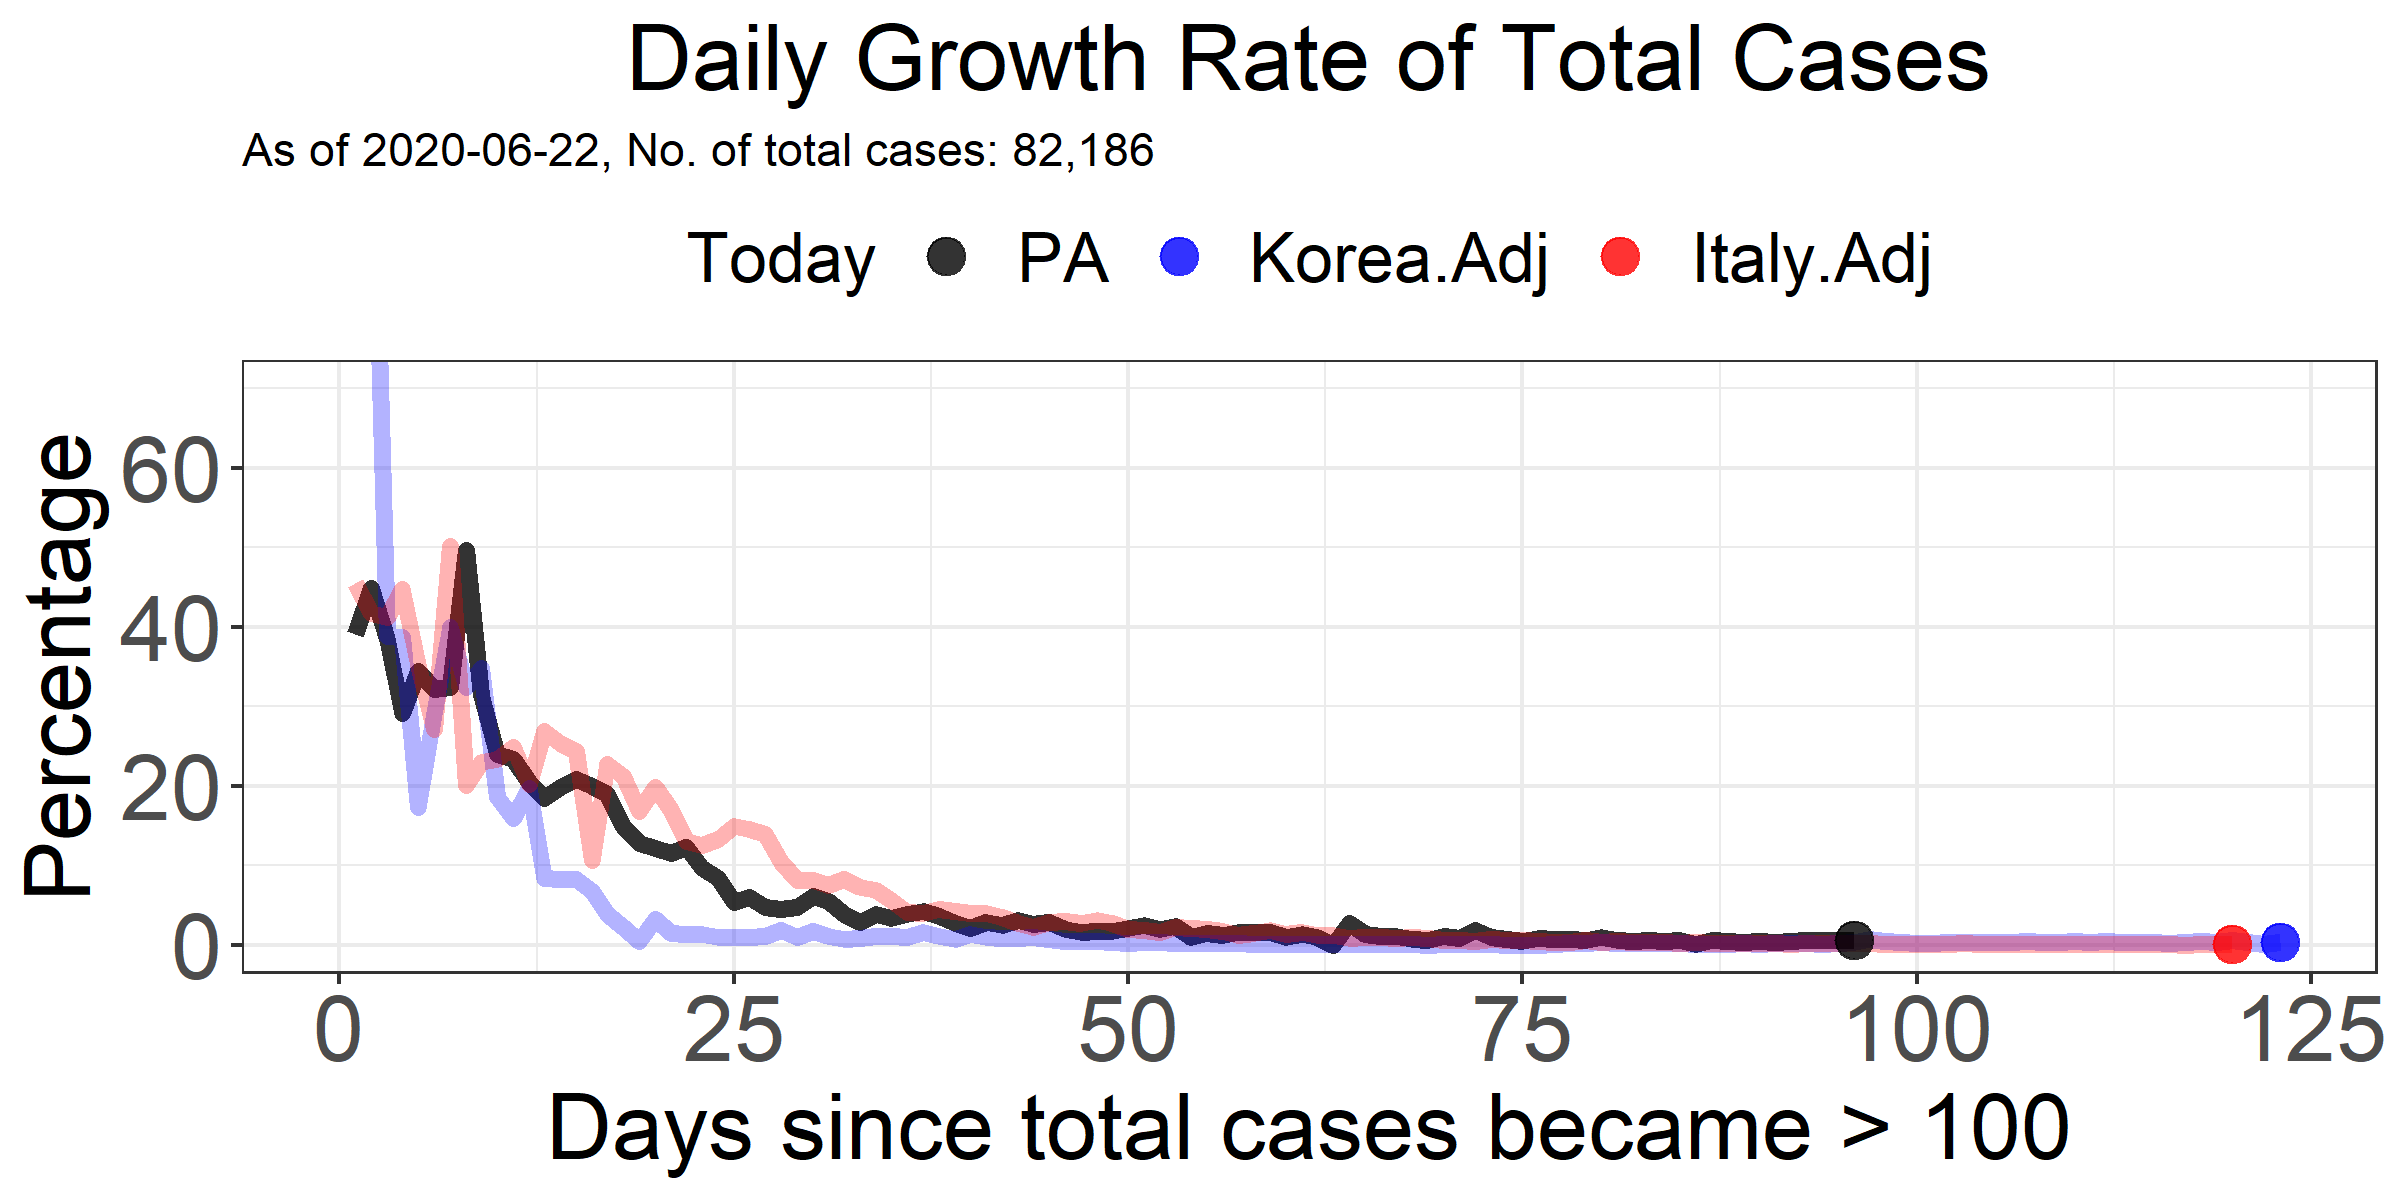 Daily Growth Rate of Total Cases
As of 2020-06-22, No. of total cases: 82,186
Today PA Korea.Adj Italy.Adj
Percentage
60
40
20
0
0 25 50 75 100 125
Days since total cases became > 100